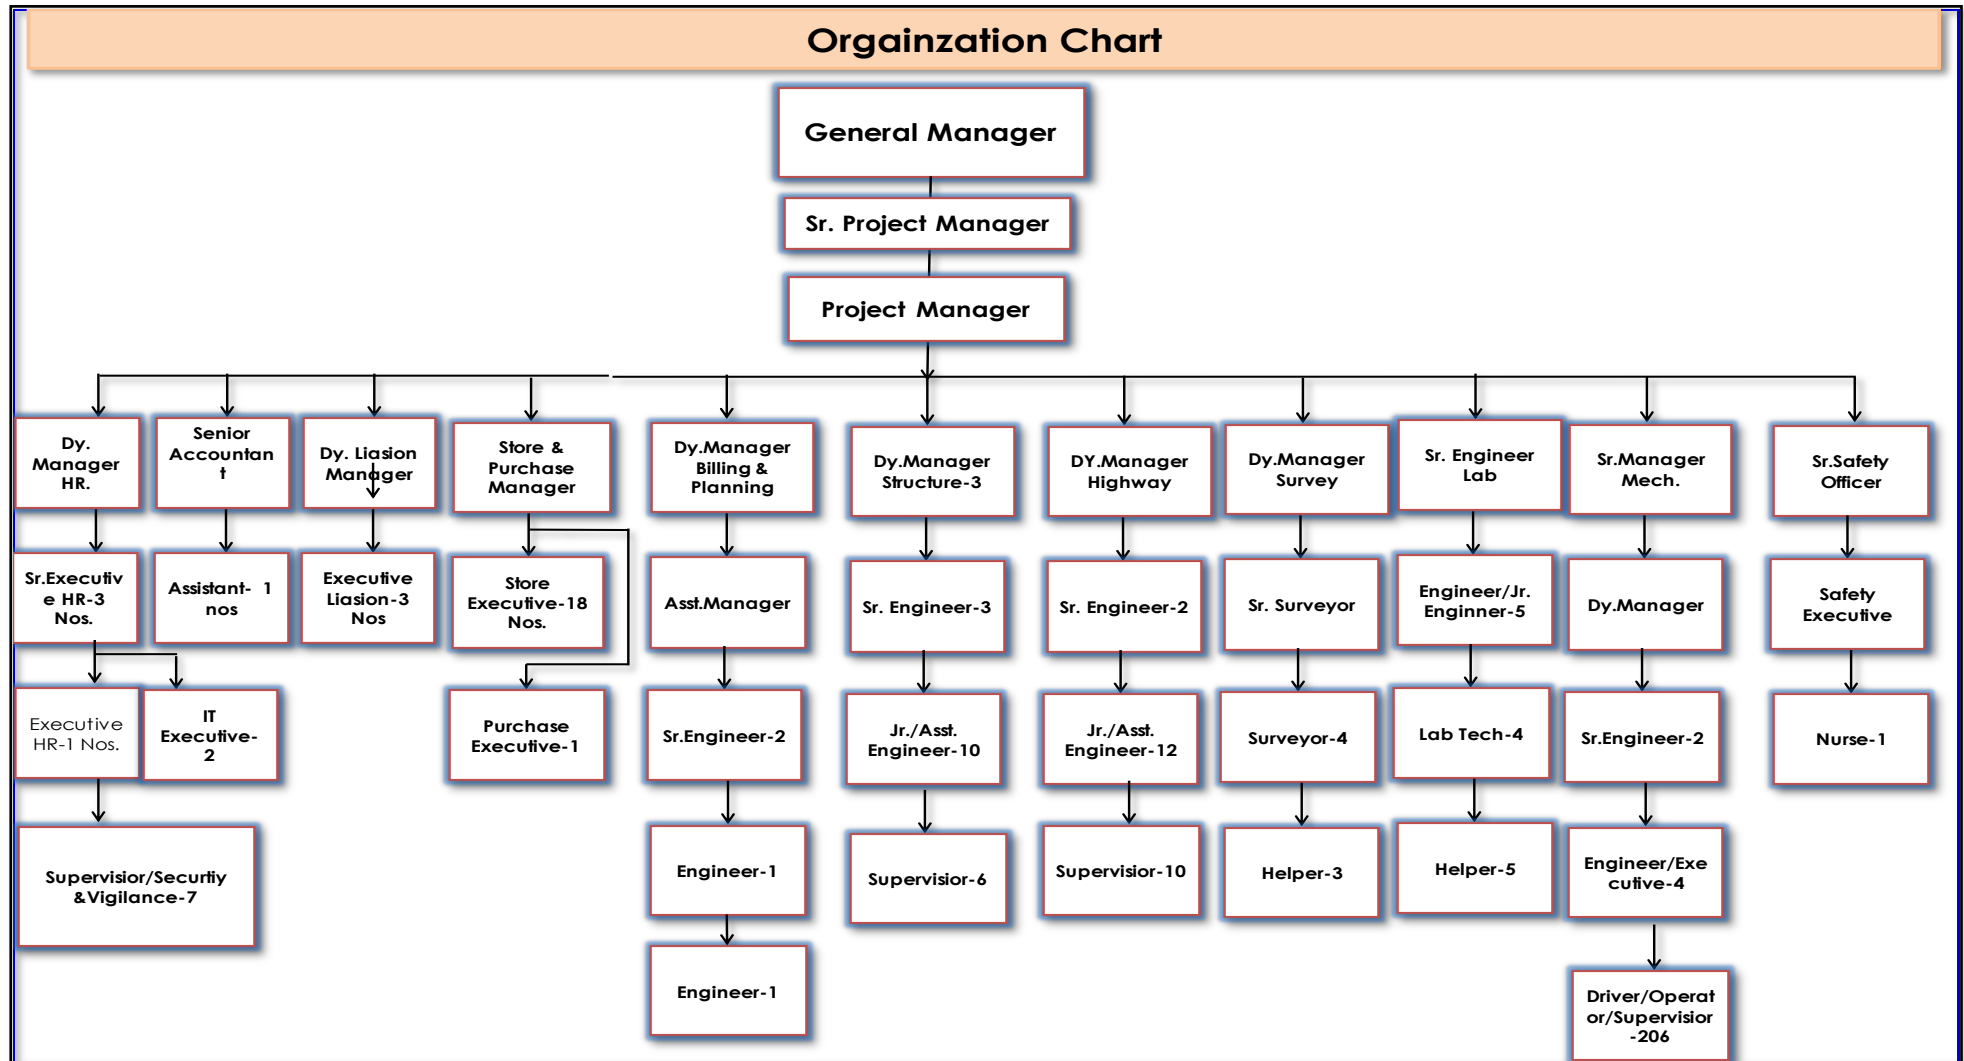 Orgainzation Chart
General Manager
Sr. Project Manager
Project Manager
Dy.
Manager
HR.
Senior
Accountan
t
Dy. Liasion
Manager
Store &
Purchase
Manager
Dy.Manager
Billing &
Planning
Dy.Manager
Structure-3
DY.Manager
Highway
Dy.Manager
Survey
Sr. Engineer
Lab
Sr.Manager
Mech.
Sr.Safety
Officer
Sr.Executiv
e HR-3
Nos.
Assistant- 1
nos
Executive
Liasion-3
Nos
Store
Executive-18
Nos.
Asst.Manager
Sr. Engineer-3
Sr. Engineer-2
Sr. Surveyor
Engineer/Jr.
Enginner-5
Dy.Manager
Safety
Executive
Executive
HR-1 Nos.
IT
Executive-
2
Purchase
Executive-1
Sr.Engineer-2
Jr./Asst.
Engineer-10
Jr./Asst.
Engineer-12
Surveyor-4
Lab Tech-4
Sr.Engineer-2
Nurse-1
Supervisior/Securtiy
&Vigilance-7
Engineer-1
Supervisior-6
Supervisior-10
Helper-3
Helper-5
Engineer/Exe
cutive-4
Engineer-1
Driver/Operat
or/Supervisior
-206